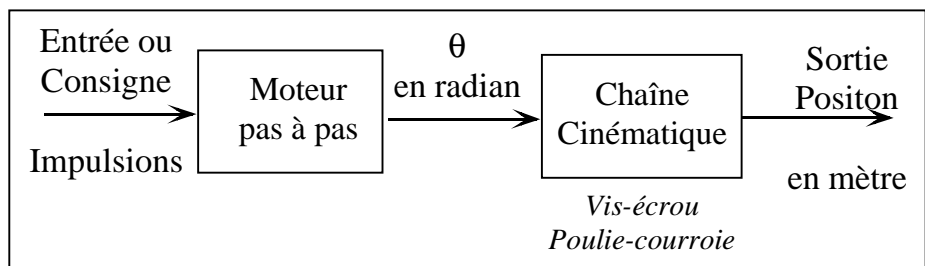 Entrée ou
Consigne
Impulsions
Moteur
pas à pas
θ
en radian
Chaîne
Cinématique
Vis-écrou
Poulie-courroie
Sortie
Positon
en mètre